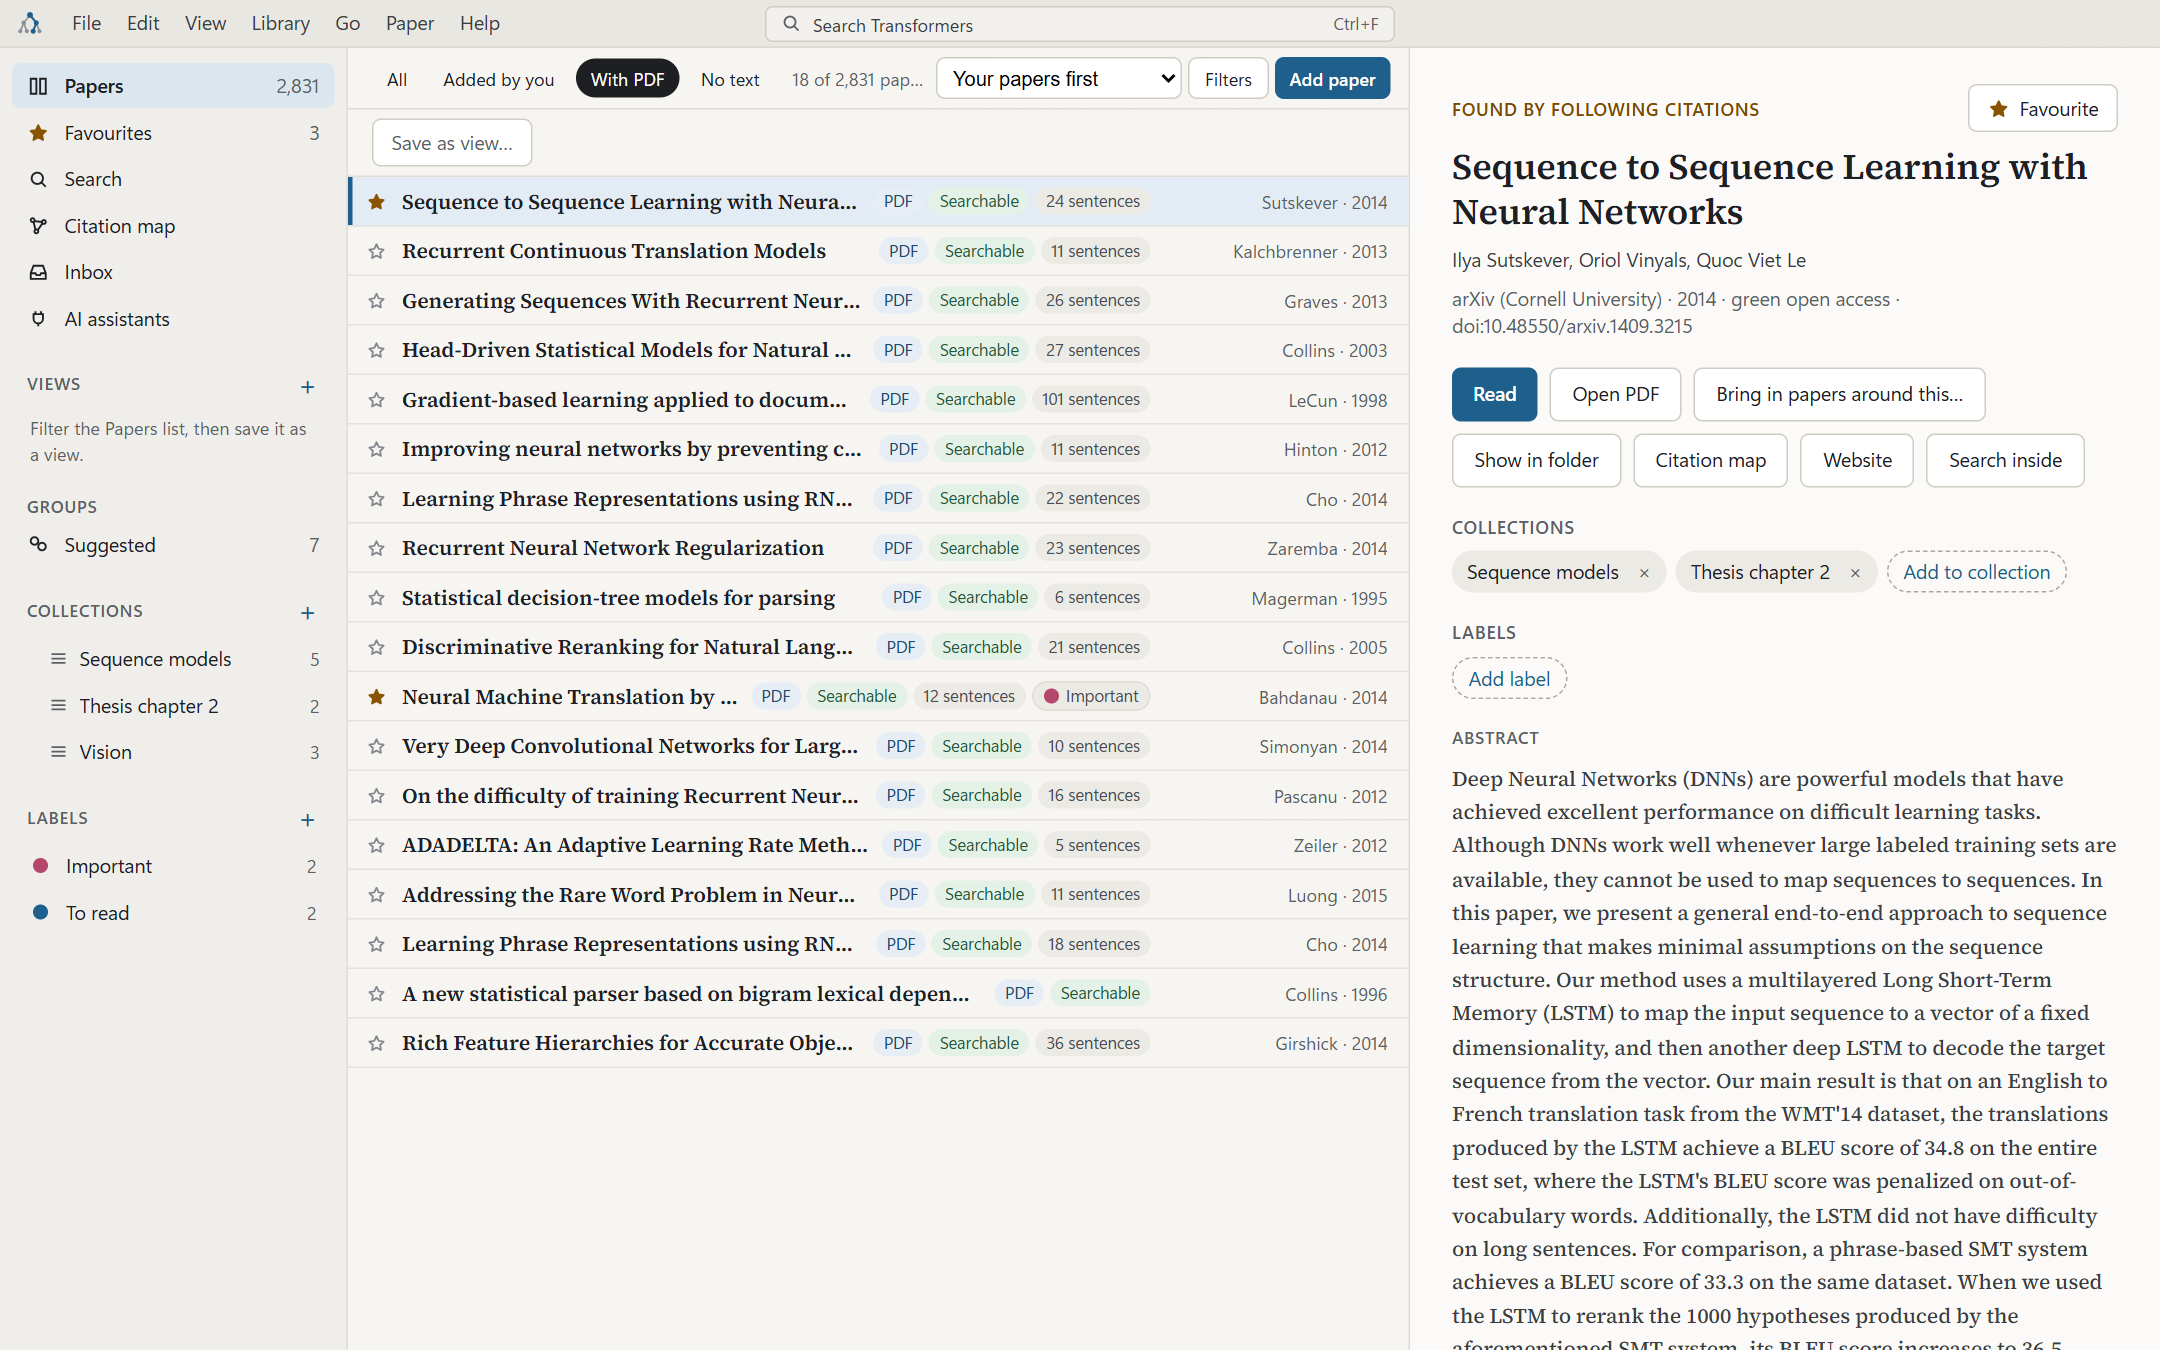 File Edit View Library Go Paper Help
Search Transformers Ctrl+F
Papers 2,831
Favourites 3
Search
Citation map
Inbox
AI assistants
VIEWS +
Filter the Papers list, then save it as
a view.
GROUPS
Suggested 7
COLLECTIONS +
Sequence models 5
Thesis chapter 2 2
Vision 3
LABELS +
Important 2
To read 2
All Added by you With PDF No text 18 of 2,831 pap... Your papers first Filters Add paper
Save as view...
Sequence to Sequence Learning with Neura... PDF Searchable 24 sentences Sutskever · 2014
Recurrent Continuous Translation Models PDF Searchable 11 sentences Kalchbrenner · 2013
Generating Sequences With Recurrent Neur... PDF Searchable 26 sentences Graves · 2013
Head-Driven Statistical Models for Natural ... PDF Searchable 27 sentences Collins · 2003
Gradient-based learning applied to docum... PDF Searchable 101 sentences LeCun · 1998
Improving neural networks by preventing c... PDF Searchable 11 sentences Hinton · 2012
Learning Phrase Representations using RN... PDF Searchable 22 sentences Cho · 2014
Recurrent Neural Network Regularization PDF Searchable 23 sentences Zaremba · 2014
Statistical decision-tree models for parsing PDF Searchable 6 sentences Magerman · 1995
Discriminative Reranking for Natural Lang... PDF Searchable 21 sentences Collins · 2005
Neural Machine Translation by ... PDF Searchable 12 sentences Important Bahdanau · 2014
Very Deep Convolutional Networks for Larg... PDF Searchable 10 sentences Simonyan · 2014
On the difficulty of training Recurrent Neur... PDF Searchable 16 sentences Pascanu · 2012
ADADELTA: An Adaptive Learning Rate Meth... PDF Searchable 5 sentences Zeiler · 2012
Addressing the Rare Word Problem in Neur... PDF Searchable 11 sentences Luong · 2015
Learning Phrase Representations using RN... PDF Searchable 18 sentences Cho · 2014
A new statistical parser based on bigram lexical depen... PDF Searchable Collins · 1996
Rich Feature Hierarchies for Accurate Obje... PDF Searchable 36 sentences Girshick · 2014
FOUND BY FOLLOWING CITATIONS Favourite
Sequence to Sequence Learning with
Neural Networks
Ilya Sutskever, Oriol Vinyals, Quoc Viet Le
arXiv (Cornell University) · 2014 · green open access ·
doi:10.48550/arxiv.1409.3215
Read Open PDF Bring in papers around this...
Show in folder Citation map Website Search inside
COLLECTIONS
Sequence models × Thesis chapter 2 × Add to collection
LABELS
Add label
ABSTRACT
Deep Neural Networks (DNNs) are powerful models that have
achieved excellent performance on difficult learning tasks.
Although DNNs work well whenever large labeled training sets are
available, they cannot be used to map sequences to sequences. In
this paper, we present a general end-to-end approach to sequence
learning that makes minimal assumptions on the sequence
structure. Our method uses a multilayered Long Short-Term
Memory (LSTM) to map the input sequence to a vector of a fixed
dimensionality, and then another deep LSTM to decode the target
sequence from the vector. Our main result is that on an English to
French translation task from the WMT'14 dataset, the translations
produced by the LSTM achieve a BLEU score of 34.8 on the entire
test set, where the LSTM's BLEU score was penalized on out-of-
vocabulary words. Additionally, the LSTM did not have difficulty
on long sentences. For comparison, a phrase-based SMT system
achieves a BLEU score of 33.3 on the same dataset. When we used
the LSTM to rerank the 1000 hypotheses produced by the
aforementioned SMT system, its BLEU score increases to 36.5